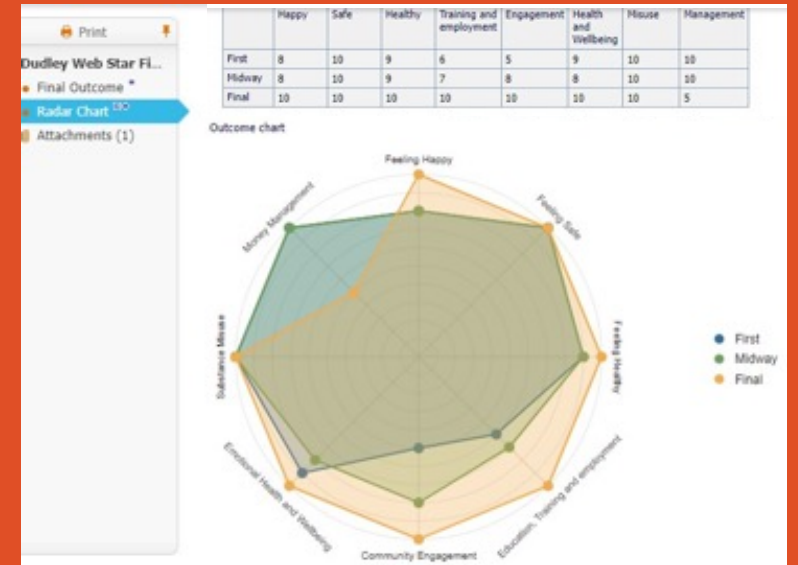 Print
Dudley Web Star Fi...
Final Outcome *
Radar Chart
Attachments (1)
Happy Safe Healthy Training and employment Engagement Health and Wellbeing Misuse Management
First 8 10 9 6 5 9 10 10
Midway 8 10 9 7 8 8 10 10
Final 10 10 10 10 10 10 10 5
Outcome chart
Feeling Happy
Money Management
Feeling Safe
Substance Misuse
Feeling Healthy
First
Midway
Final
Emotional Health and Wellbeing
Education, Training and employment
Community Engagement